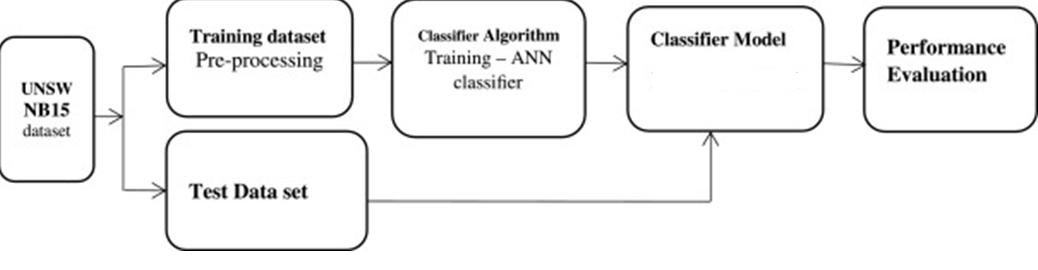 UNSW
NB15
dataset
Training dataset
Pre-processing
Test Data set
Classifier Algorithm
Training – ANN
classifier
Classifier Model
Performance
Evaluation